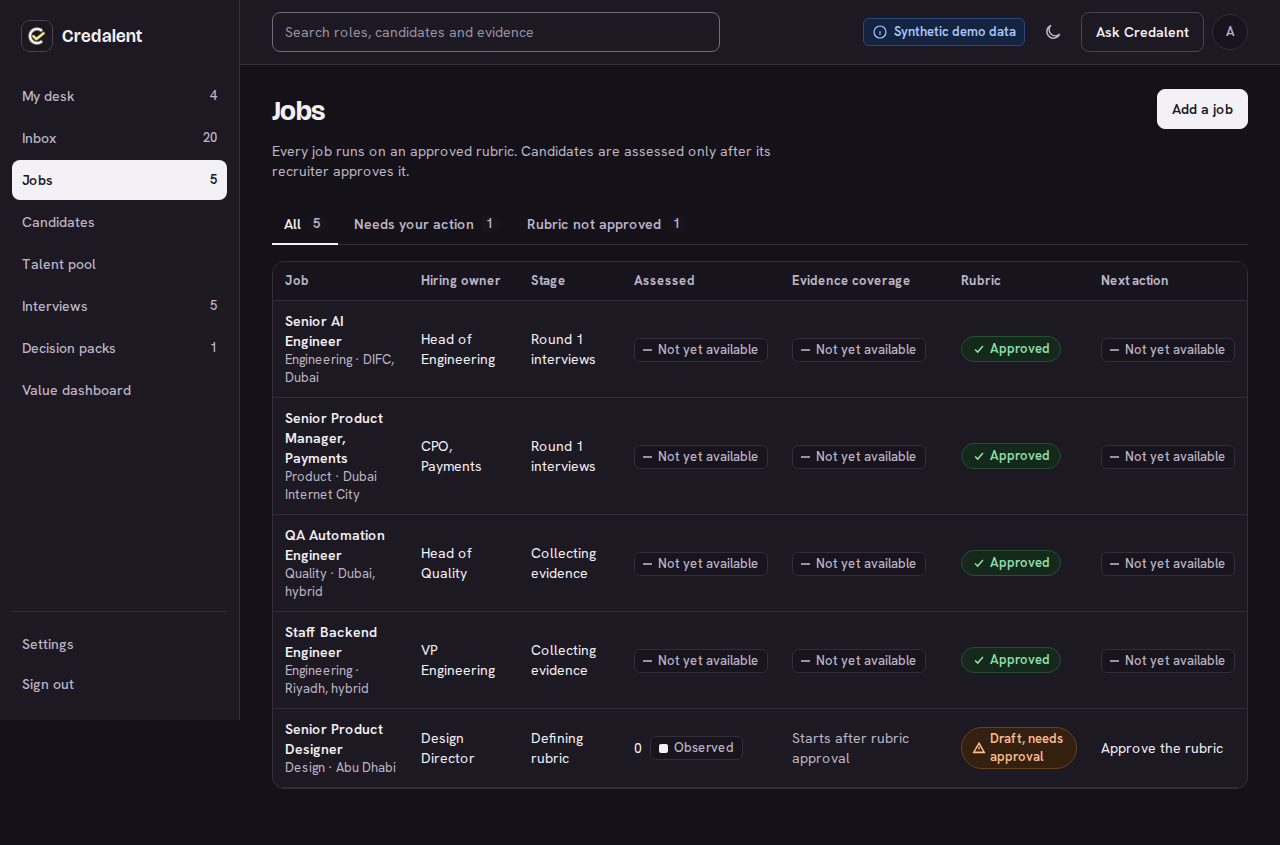 Credalent
Search roles, candidates and evidence
Synthetic demo data
Ask Credalent
A
My desk 4
Inbox 20
Jobs 5
Candidates
Talent pool
Interviews 5
Decision packs 1
Value dashboard
Settings
Sign out
Jobs
Add a job
Every job runs on an approved rubric. Candidates are assessed only after its
recruiter approves it.
All 5
Needs your action 1
Rubric not approved 1
Job Hiring owner Stage Assessed Evidence coverage Rubric Next action
Senior AI
Engineer
Engineering · DIFC,
Dubai
Head of
Engineering
Round 1
interviews
Not yet available
Not yet available
Approved
Not yet available
Senior Product
Manager,
Payments
Product · Dubai
Internet City
CPO,
Payments
Round 1
interviews
Not yet available
Not yet available
Approved
Not yet available
QA Automation
Engineer
Quality · Dubai,
hybrid
Head of
Quality
Collecting
evidence
Not yet available
Not yet available
Approved
Not yet available
Staff Backend
Engineer
Engineering ·
Riyadh, hybrid
VP
Engineering
Collecting
evidence
Not yet available
Not yet available
Approved
Not yet available
Senior Product
Designer
Design · Abu Dhabi
Design
Director
Defining
rubric
0 Observed
Starts after rubric
approval
Draft, needs
approval
Approve the rubric